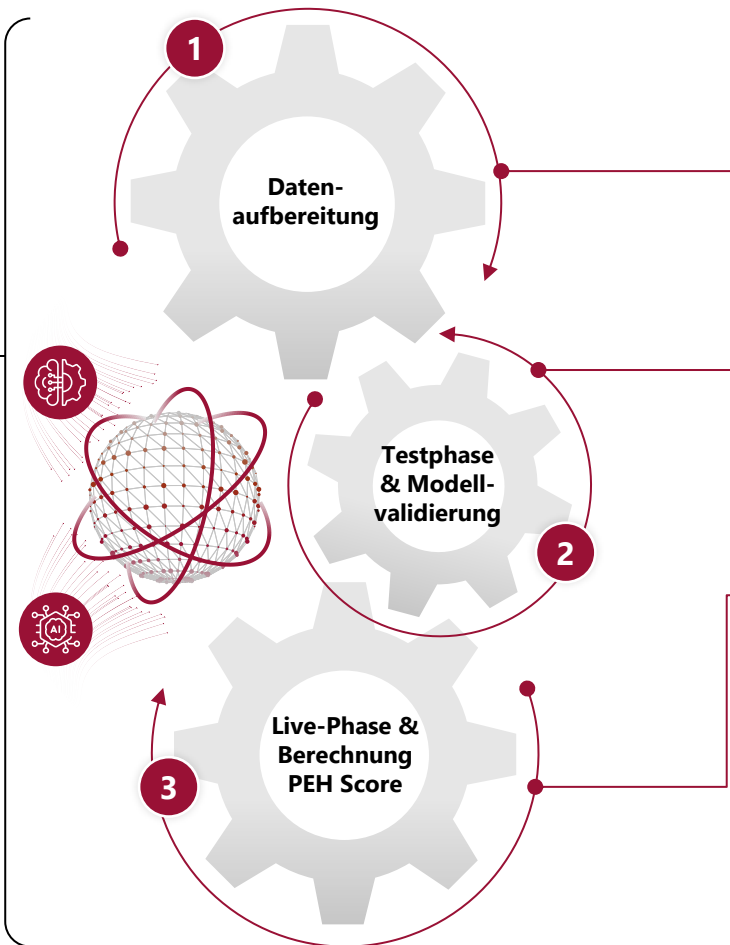 1
Daten-
aufbereitung
Testphase
& Modell-
validierung
2
AI
Live-Phase &
Berechnung
PEH Score
3